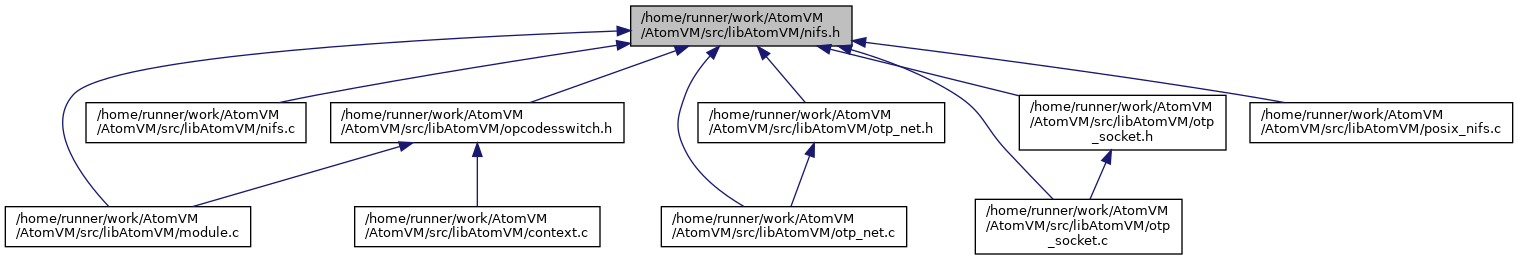 /home/runner/work/AtomVM
/AtomVM/src/libAtomVM/nifs.h
/home/runner/work/AtomVM
/AtomVM/src/libAtomVM/nifs.c
/home/runner/work/AtomVM
/AtomVM/src/libAtomVM/opcodesswitch.h
/home/runner/work/AtomVM
/AtomVM/src/libAtomVM/otp_net.h
/home/runner/work/AtomVM
/AtomVM/src/libAtomVM/otp
_socket.h
/home/runner/work/AtomVM
/AtomVM/src/libAtomVM/posix_nifs.c
/home/runner/work/AtomVM
/AtomVM/src/libAtomVM/module.c
/home/runner/work/AtomVM
/AtomVM/src/libAtomVM/context.c
/home/runner/work/AtomVM
/AtomVM/src/libAtomVM/otp_net.c
/home/runner/work/AtomVM
/AtomVM/src/libAtomVM/otp
_socket.c